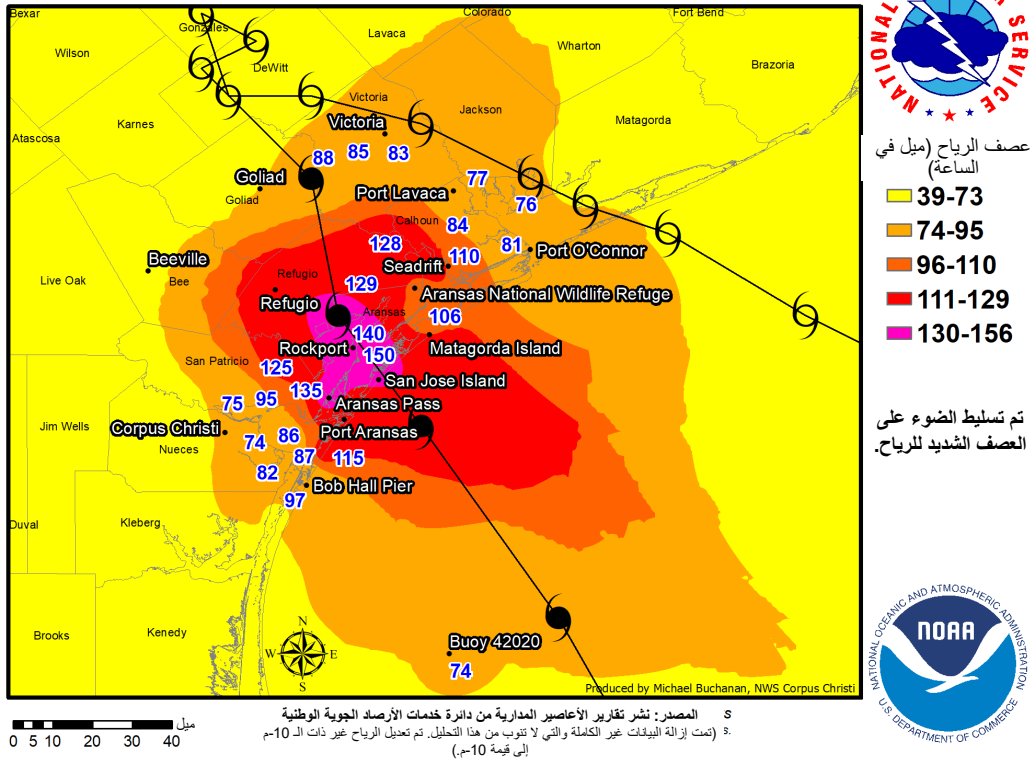 Bexar
Gonzales
Colorado
Fort Bend
Lavaca
Wilson
Wharton
DeWitt
Brazoria
Victoria
Jackson
Karnes
Matagorda
Atascosa
Victoria
88 85 83
Goliad
77
Port Lavaca
Goliad
76
Calhoun
84
128
81
Port O'Connor
Beeville
110
Seadrift
Live Oak
Bee
Refugio
129
Aransas National Wildlife Refuge
Refugio
Aransas
106
140
Rockport
150
Matagorda Island
San Patricio
125
San Jose Island
135
75 95
Aransas Pass
Jim Wells
Corpus Christi
74 86
Port Aransas
Nueces
87 115
82
Bob Hall Pier
97
Duval
Kleberg
Brooks
Kenedy
N
W E
S
Buoy 42020
74
Produced by Michael Buchanan, NWS Corpus Christi
NATIONAL
SERVICE
عصف الرياح (ميل في
الساعة)
39-73
74-95
96-110
111-129
130-156
تم تسليط الضوء على
العصف الشديد للرياح.
NATIONAL OCEANIC AND ATMOSPHERIC ADMINISTRATION
NOAA
U.S. DEPARTMENT OF COMMERCE
ميل
0 5 10 20 30 40
المصدر: نشر تقارير الأعاصير المدارية من دائرة خدمات الأرصاد الجوية الوطنية
(تمت إزالة البيانات غير الكاملة والتي لا تنوب من هذا التحليل. تم تعديل الرياح غير ذات الـ 10-م
إلى قيمة 10-م.)